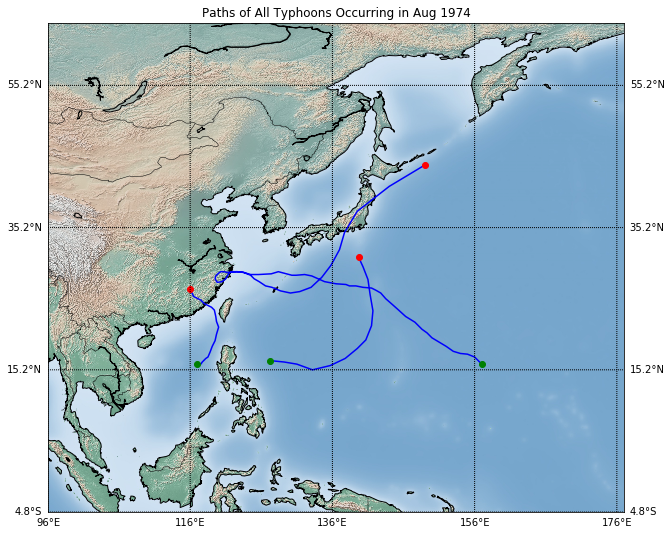 Paths of All Typhoons Occurring in Aug 1974
55.2°N 55.2°N
35.2°N 35.2°N
15.2°N 15.2°N
4.8°S 4.8°S
96°E 116°E 136°E 156°E 176°E